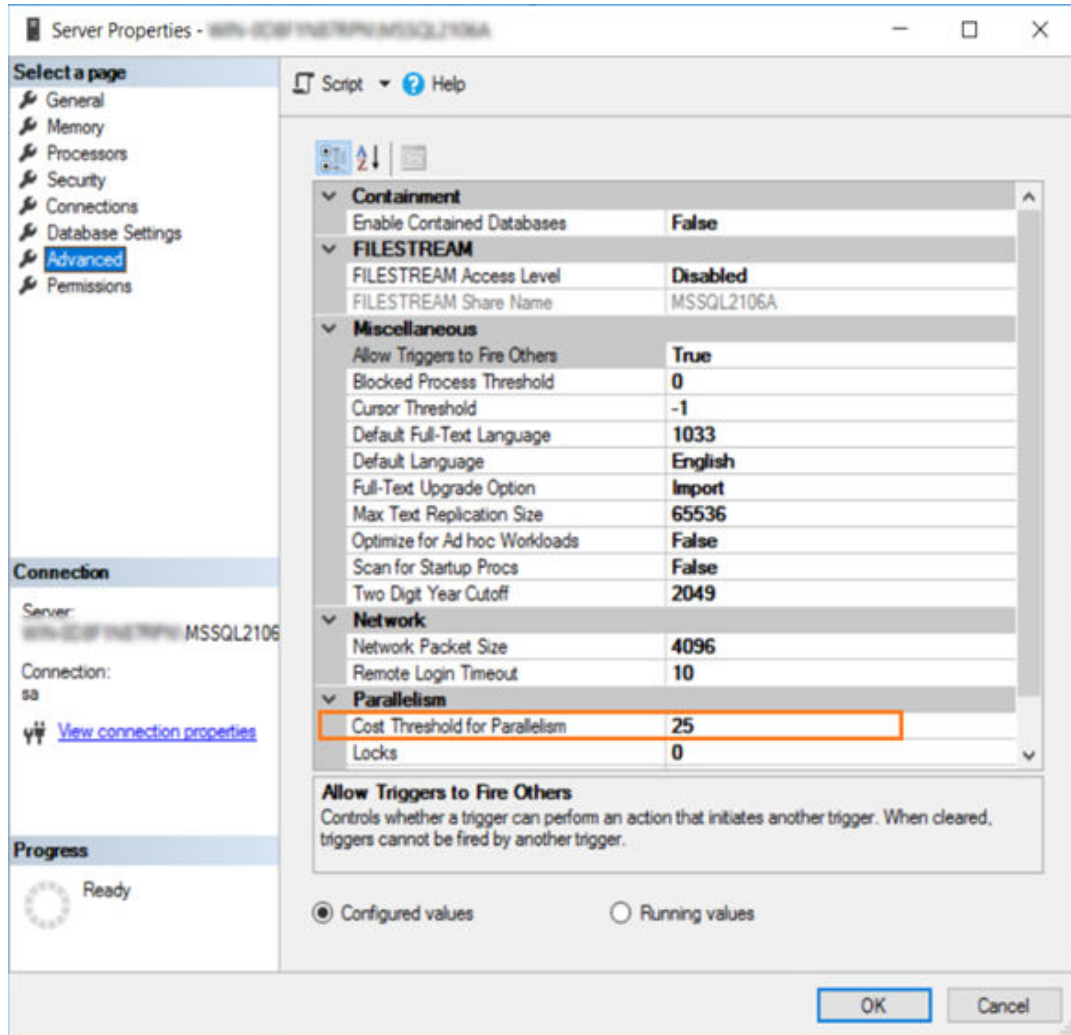 Server Properties -
Select a page
General
Memory
Processors
Security
Connections
Database Settings
Advanced
Permissions
Connection
Server:
MSSQL2106
Connection:
sa
View connection properties
Progress
Ready
Script Help
Containment
Enable Contained Databases False
FILESTREAM
FILESTREAM Access Level Disabled
FILESTREAM Share Name MSSQL2106A
Miscellaneous
Allow Triggers to Fire Others True
Blocked Process Threshold 0
Cursor Threshold -1
Default Full-Text Language 1033
Default Language English
Full-Text Upgrade Option Import
Max Text Replication Size 65536
Optimize for Ad hoc Workloads False
Scan for Startup Procs False
Two Digit Year Cutoff 2049
Network
Network Packet Size 4096
Remote Login Timeout 10
Parallelism
Cost Threshold for Parallelism 25
Locks 0
Allow Triggers to Fire Others
Controls whether a trigger can perform an action that initiates another trigger. When cleared,
triggers cannot be fired by another trigger.
Configured values Running values
OK Cancel